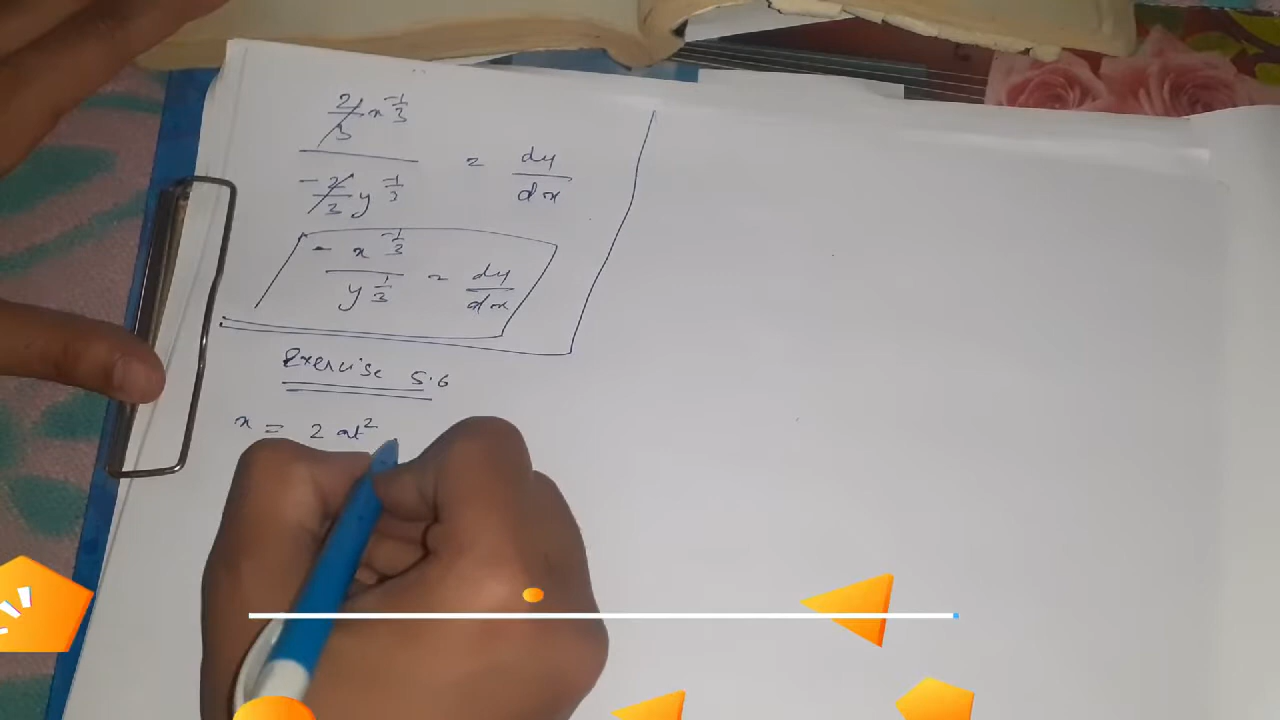 2/3 x^-1/3
/ -2/3 y^-1/3 = dy/dx
- x^-1/3 / y^-1/3 = dy/dx
Exercise 5.6
x = 2at²